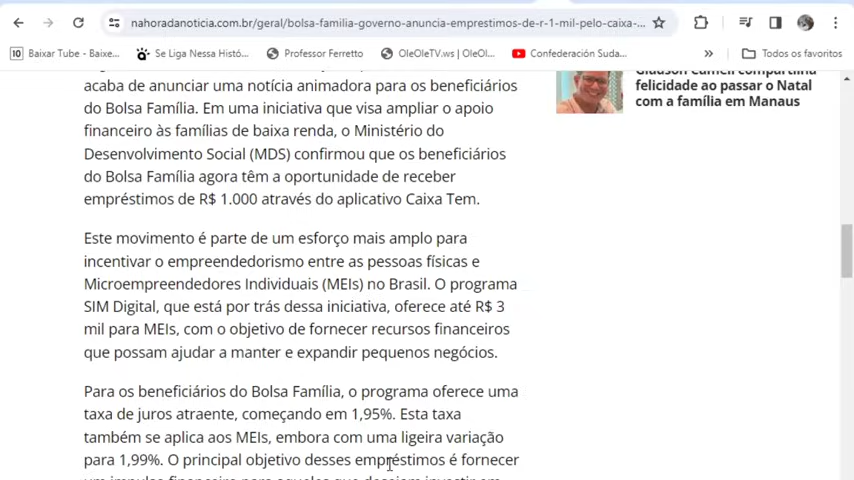 nahoradanoticia.com.br/geral/bolsa-familia-governo-anuncia-emprestimos-de-r-1-mil-pelo-caixa-...
Baixar Tube - Baixe... Se Liga Nessa Histó... Professor Ferretto OleOleTV.ws | OleOl... Confederación Suda... » Todos os favoritos
acaba de anunciar uma notícia animadora para os beneficiários
do Bolsa Família. Em uma iniciativa que visa ampliar o apoio
financeiro às famílias de baixa renda, o Ministério do
Desenvolvimento Social (MDS) confirmou que os beneficiários
do Bolsa Família agora têm a oportunidade de receber
empréstimos de R$ 1.000 através do aplicativo Caixa Tem.
Este movimento é parte de um esforço mais amplo para
incentivar o empreendedorismo entre as pessoas físicas e
Microempreendedores Individuais (MEIs) no Brasil. O programa
SIM Digital, que está por trás dessa iniciativa, oferece até R$ 3
mil para MEIs, com o objetivo de fornecer recursos financeiros
que possam ajudar a manter e expandir pequenos negócios.
Para os beneficiários do Bolsa Família, o programa oferece uma
taxa de juros atraente, começando em 1,95%. Esta taxa
também se aplica aos MEIs, embora com uma ligeira variação
para 1,99%. O principal objetivo desses empréstimos é fornecer
Gladson Cameli compartilha
felicidade ao passar o Natal
com a família em Manaus